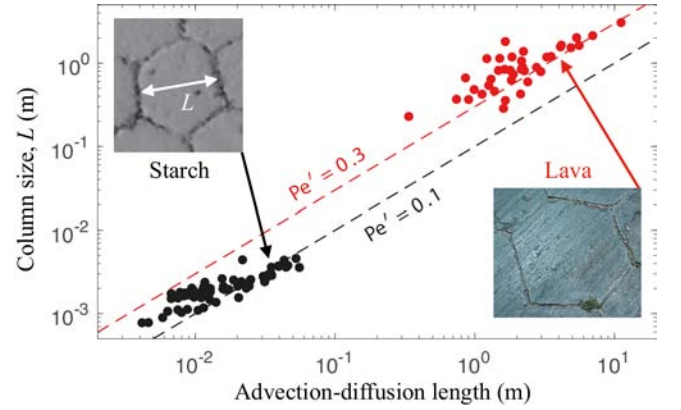 Column size, L (m)
10⁰
10⁻¹
10⁻²
10⁻³
L
Starch
Pe′ = 0.3
Pe′ = 0.1
Lava
10⁻² 10⁻¹ 10⁰ 10¹
Advection-diffusion length (m)